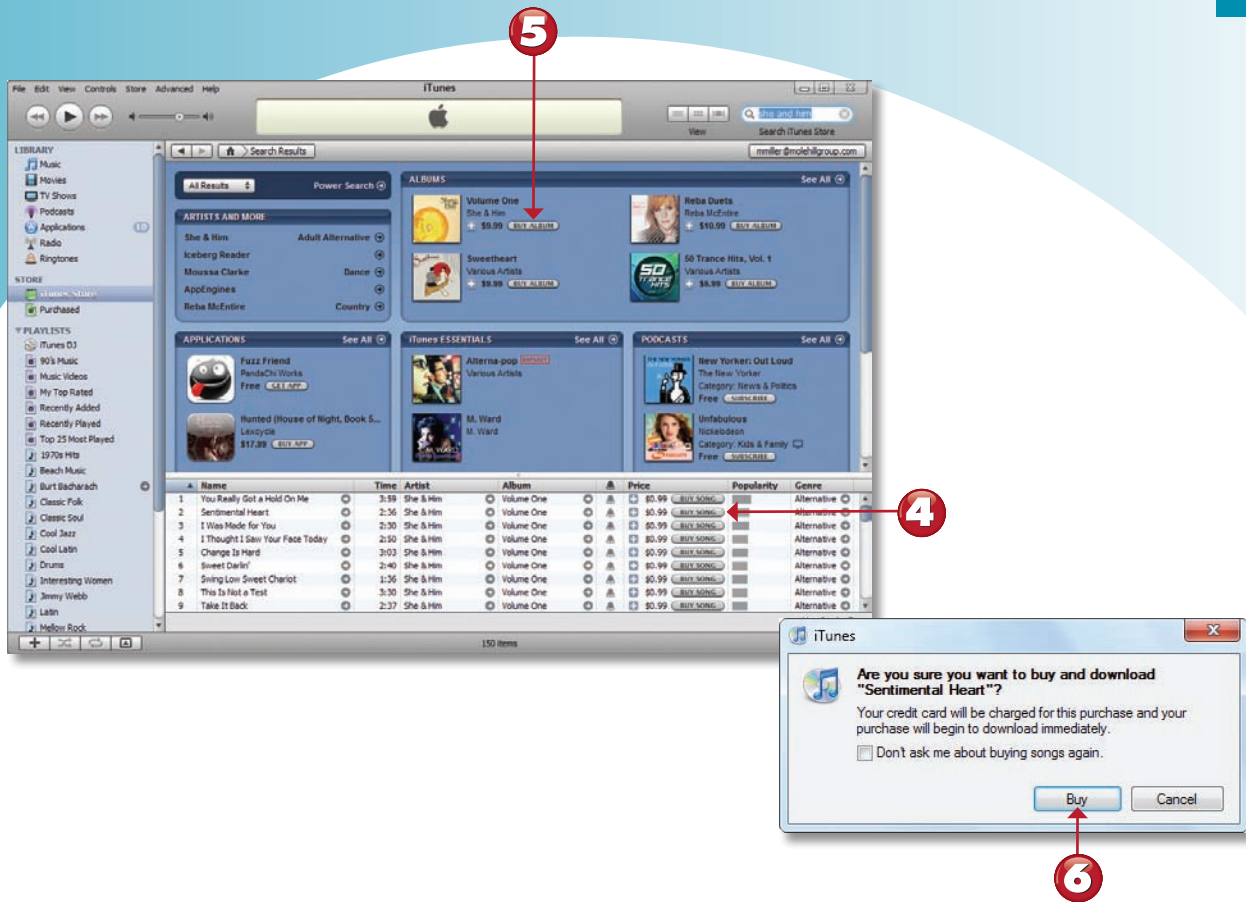 5
File Edit View Controls Store Advanced Help
iTunes
she and him
View
Search iTunes Store
Search Results
mmiller@molehillgroup.com
LIBRARY
Music
Movies
TV Shows
Podcasts
Applications
Radio
Ringtones
STORE
iTunes Store
Purchased
PLAYLISTS
iTunes DJ
90's Music
Music Videos
My Top Rated
Recently Added
Recently Played
Top 25 Most Played
1970s Hits
Beach Music
Burt Bacharach
Classic Folk
Classic Soul
Cool Jazz
Cool Latin
Drums
Interesting Women
Jimmy Webb
Latin
Mellow Rock
All Results
Power Search
ARTISTS AND MORE
She & Him Adult Alternative
Iceberg Reader
Moussa Clarke Dance
AppEngines
Reba McEntire Country
ALBUMS
See All
Volume One
She & Him
$9.99 BUY ALBUM
Reba Duets
Reba McEntire
$10.99 BUY ALBUM
Sweetheart
Various Artists
$9.99 BUY ALBUM
50 Trance Hits, Vol. 1
Various Artists
BUY ALBUM
APPLICATIONS
See All
Fuzz Friend
PandaChi Works
Free GET APP
Hunted (House of Night, Book 5...
Lexcycle
$17.99 BUY APP
iTunes ESSENTIALS
See All
Alterna-pop EXPLICIT
Various Artists
M. Ward
M. Ward
PODCASTS
See All
New Yorker: Out Loud
The New Yorker
Category: News & Politics
Free SUBSCRIBE
Unfabulous
Nickelodeon
Category: Kids & Family
Free SUBSCRIBE
Name Time Artist Album Price Popularity Genre
1 You Really Got a Hold On Me 3:59 She & Him Volume One $0.99 BUY SONG Alternative
2 Sentimental Heart 2:36 She & Him Volume One $0.99 BUY SONG Alternative
3 I Was Made for You 2:30 She & Him Volume One $0.99 BUY SONG Alternative
4 I Thought I Saw Your Face Today 2:50 She & Him Volume One $0.99 BUY SONG Alternative
5 Change Is Hard 3:03 She & Him Volume One $0.99 BUY SONG Alternative
6 Sweet Darlin' 2:40 She & Him Volume One $0.99 BUY SONG Alternative
7 Swing Low Sweet Chariot 1:36 She & Him Volume One $0.99 BUY SONG Alternative
8 This Is Not a Test 3:30 She & Him Volume One $0.99 BUY SONG Alternative
9 Take It Back 2:37 She & Him Volume One $0.99 BUY SONG Alternative
150 items
4
iTunes
Are you sure you want to buy and download
"Sentimental Heart"?
Your credit card will be charged for this purchase and your
purchase will begin to download immediately.
Don't ask me about buying songs again.
Buy Cancel
6